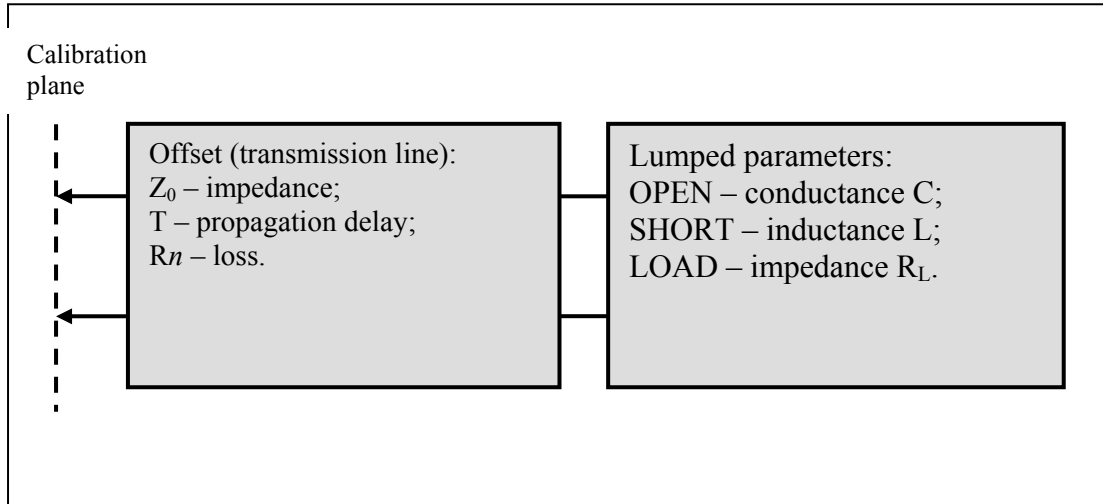 Calibration
plane
Offset (transmission line):
Z₀ – impedance;
T – propagation delay;
Rn – loss.
Lumped parameters:
OPEN – conductance C;
SHORT – inductance L;
LOAD – impedance R_L.